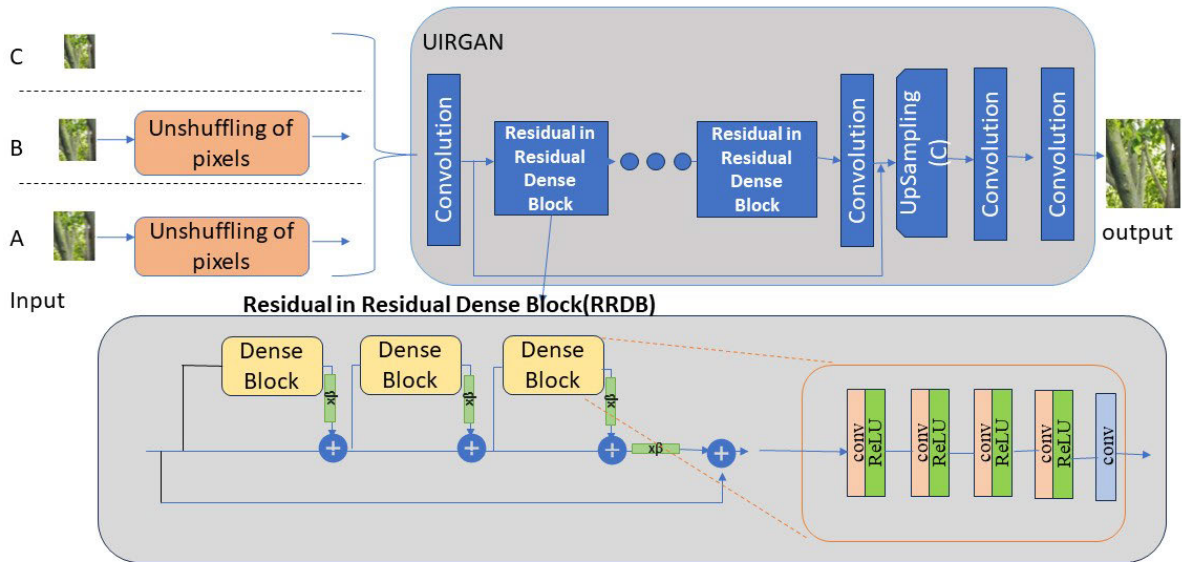 UIRGAN
C
B
Unshuffling of
pixels
A
Unshuffling of
pixels
Input
Convolution
Residual in
Residual
Dense
Block
Residual in
Residual
Dense
Block
Convolution
UpSampling
(C)
Convolution
Convolution
output
Residual in Residual Dense Block(RRDB)
Dense
Block
xβ
Dense
Block
xβ
Dense
Block
xβ
xβ
conv
ReLU
conv
ReLU
conv
ReLU
conv
ReLU
conv